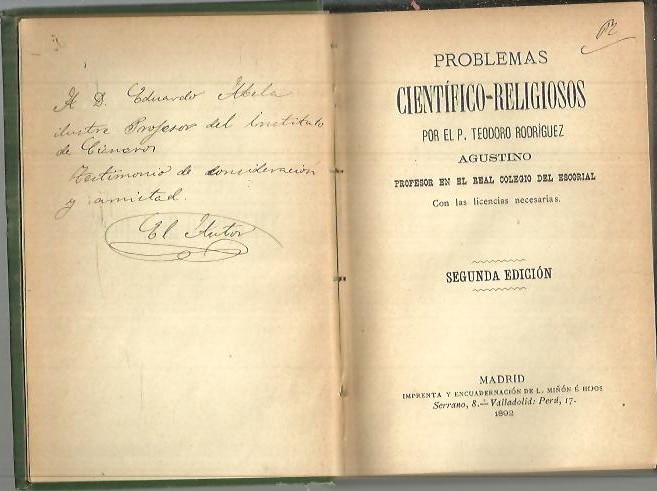 A D. Eduardo Abela
ilustre Profesor del Instituto
de Cisneros
Testimonio de consideración
y amistad.
El Autor
PROBLEMAS
CIENTÍFICO-RELIGIOSOS
POR EL P. TEODORO RODRÍGUEZ
AGUSTINO
PROFESOR EN EL REAL COLEGIO DEL ESCORIAL
Con las licencias necesarias.
SEGUNDA EDICIÓN
MADRID
IMPRENTA Y ENCUADERNACIÓN DE L. MIÑÓN É HIJOS
Serrano, 8.—Valladolid: Perú, 17.
1892